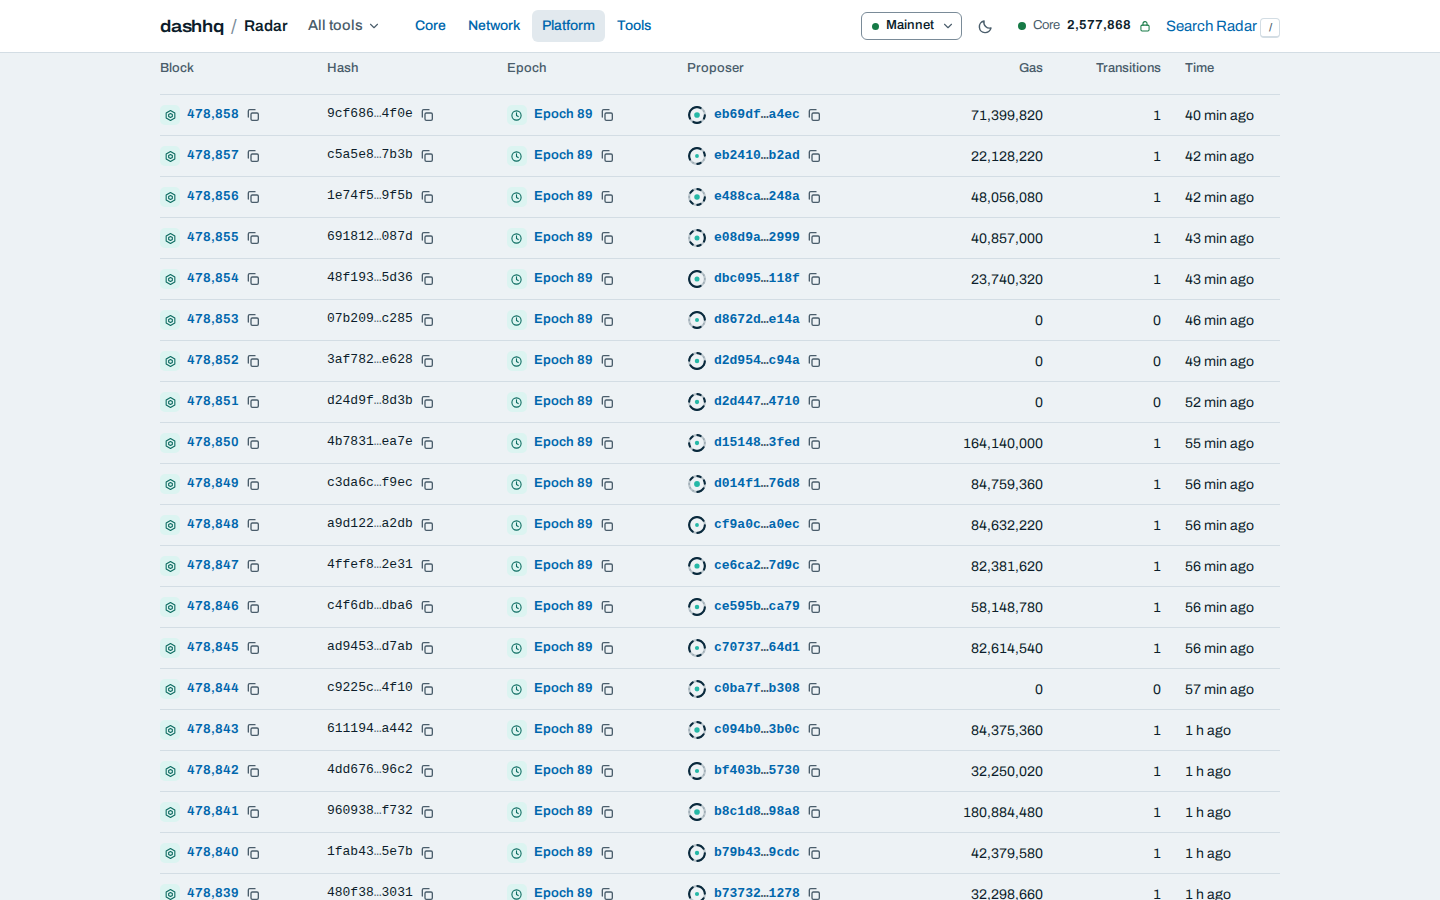 dashhq / Radar All tools Core Network Platform Tools Mainnet Core 2,577,868 Search Radar /
Block Hash Epoch Proposer Gas Transitions Time
478,858 9cf686…4f0e Epoch 89 eb69df…a4ec 71,399,820 1 40 min ago
478,857 c5a5e8…7b3b Epoch 89 eb2410…b2ad 22,128,220 1 42 min ago
478,856 1e74f5…9f5b Epoch 89 e488ca…248a 48,056,080 1 42 min ago
478,855 691812…087d Epoch 89 e08d9a…2999 40,857,000 1 43 min ago
478,854 48f193…5d36 Epoch 89 dbc095…118f 23,740,320 1 43 min ago
478,853 07b209…c285 Epoch 89 d8672d…e14a 0 0 46 min ago
478,852 3af782…e628 Epoch 89 d2d954…c94a 0 0 49 min ago
478,851 d24d9f…8d3b Epoch 89 d2d447…4710 0 0 52 min ago
478,850 4b7831…ea7e Epoch 89 d15148…3fed 164,140,000 1 55 min ago
478,849 c3da6c…f9ec Epoch 89 d014f1…76d8 84,759,360 1 56 min ago
478,848 a9d122…a2db Epoch 89 cf9a0c…a0ec 84,632,220 1 56 min ago
478,847 4ffef8…2e31 Epoch 89 ce6ca2…7d9c 82,381,620 1 56 min ago
478,846 c4f6db…dba6 Epoch 89 ce595b…ca79 58,148,780 1 56 min ago
478,845 ad9453…d7ab Epoch 89 c70737…64d1 82,614,540 1 56 min ago
478,844 c9225c…4f10 Epoch 89 c0ba7f…b308 0 0 57 min ago
478,843 611194…a442 Epoch 89 c094b0…3b0c 84,375,360 1 1 h ago
478,842 4dd676…96c2 Epoch 89 bf403b…5730 32,250,020 1 1 h ago
478,841 960938…f732 Epoch 89 b8c1d8…98a8 180,884,480 1 1 h ago
478,840 1fab43…5e7b Epoch 89 b79b43…9cdc 42,379,580 1 1 h ago
478,839 480f38…3031 Epoch 89 b73732…1278 32,298,660 1 1 h ago